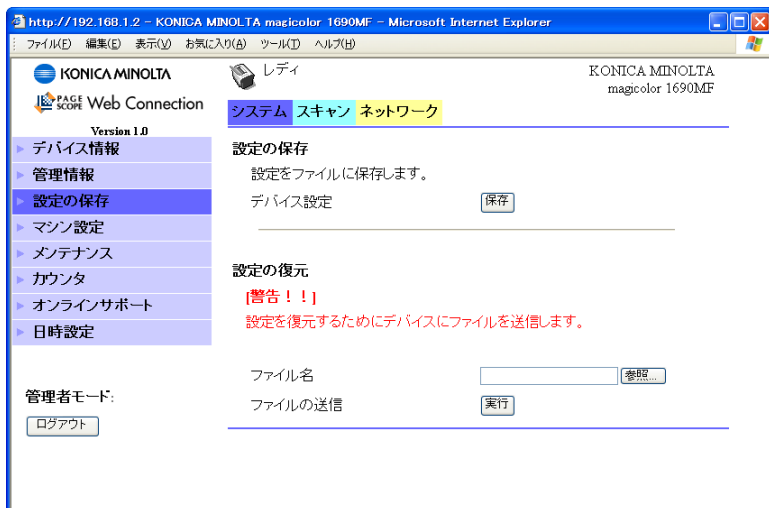 http://192.168.1.2 - KONICA MINOLTA magicolor 1690MF - Microsoft Internet Explorer
ファイル(F) 編集(E) 表示(V) お気に入り(A) ツール(T) ヘルプ(H)
KONICA MINOLTA
PAGE SCOPE Web Connection
Version 1.0
レディ
KONICA MINOLTA
magicolor 1690MF
システム スキャン ネットワーク
デバイス情報
管理情報
設定の保存
マシン設定
メンテナンス
カウンタ
オンラインサポート
日時設定
管理者モード:
ログアウト
設定の保存
設定をファイルに保存します。
デバイス設定 保存
設定の復元
[警告！！]
設定を復元するためにデバイスにファイルを送信します。
ファイル名 参照...
ファイルの送信 実行